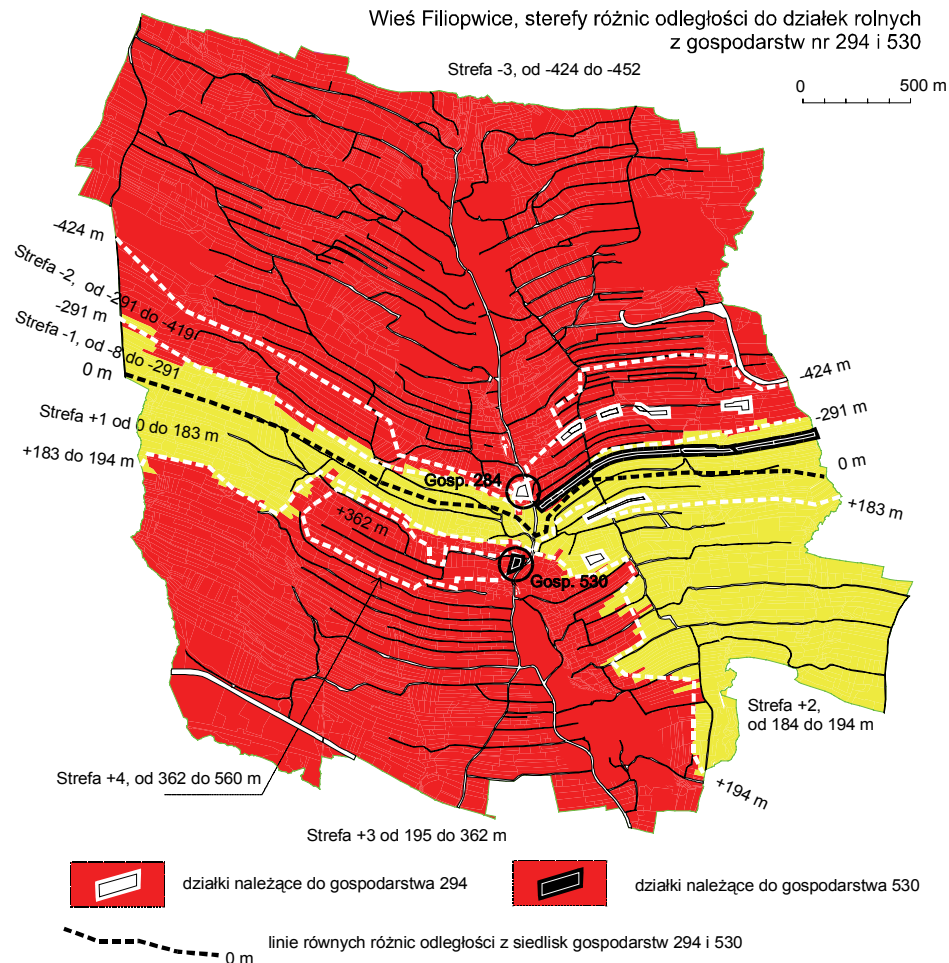 Wieś Filiopwice, sterefy różnic odległości do działek rolnych
z gospodarstw nr 294 i 530
Strefa -3, od -424 do -452
0 500 m
-424 m
Strefa -2, od -291 do -419
-291 m
Strefa -1, od -8 do -291
0 m
Strefa +1 od 0 do 183 m
+183 do 194 m
-424 m
-291 m
0 m
+183 m
Gosp. 284
+362 m
Gosp. 530
Strefa +2,
od 184 do 194 m
+194 m
Strefa +4, od 362 do 560 m
Strefa +3 od 195 do 362 m
działki należące do gospodarstwa 294
działki należące do gospodarstwa 530
linie równych różnic odległości z siedlisk gospodarstw 294 i 530
0 m